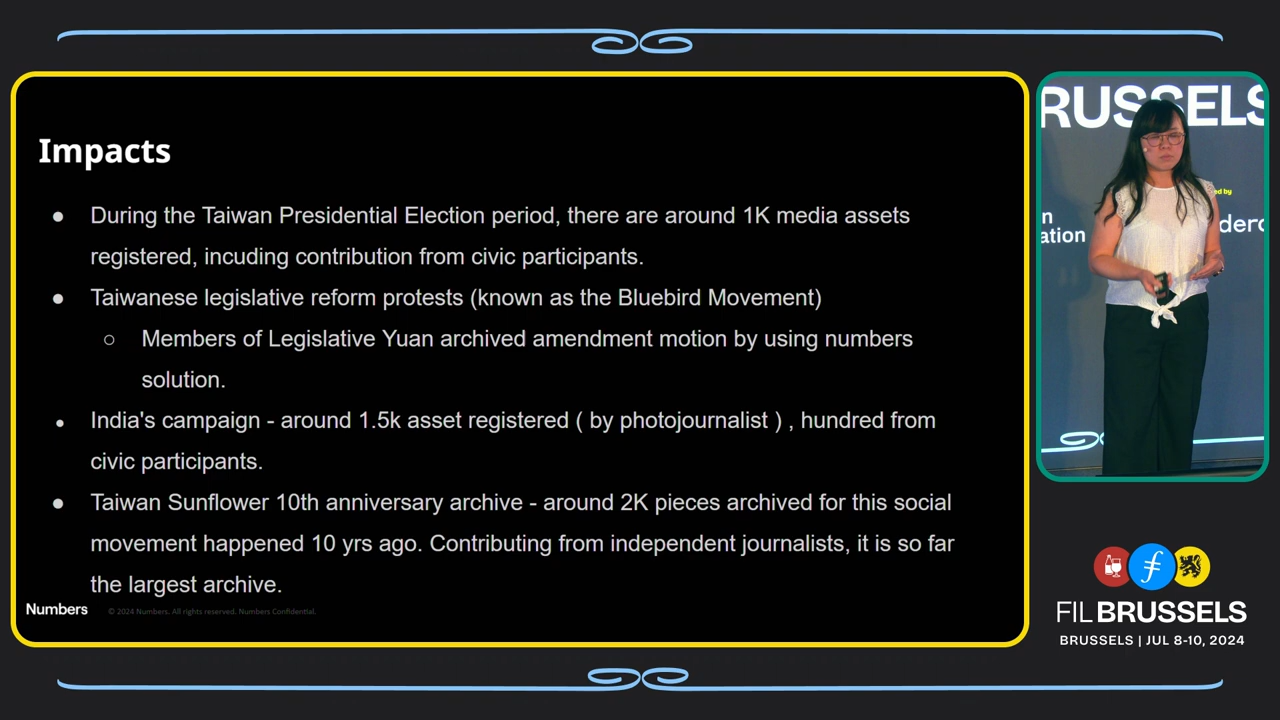 Impacts
● During the Taiwan Presidential Election period, there are around 1K media assets
registered, incuding contribution from civic participants.
● Taiwanese legislative reform protests (known as the Bluebird Movement)
○ Members of Legislative Yuan archived amendment motion by using numbers
solution.
● India's campaign - around 1.5k asset registered ( by photojournalist ) , hundred from
civic participants.
● Taiwan Sunflower 10th anniversary archive - around 2K pieces archived for this social
movement happened 10 yrs ago. Contributing from independent journalists, it is so far
the largest archive.
Numbers © 2024 Numbers. All rights reserved, Numbers Confidential.
RUSSELS
ed by
n
ation
derc
FIL BRUSSELS
BRUSSELS | JUL 8-10, 2024